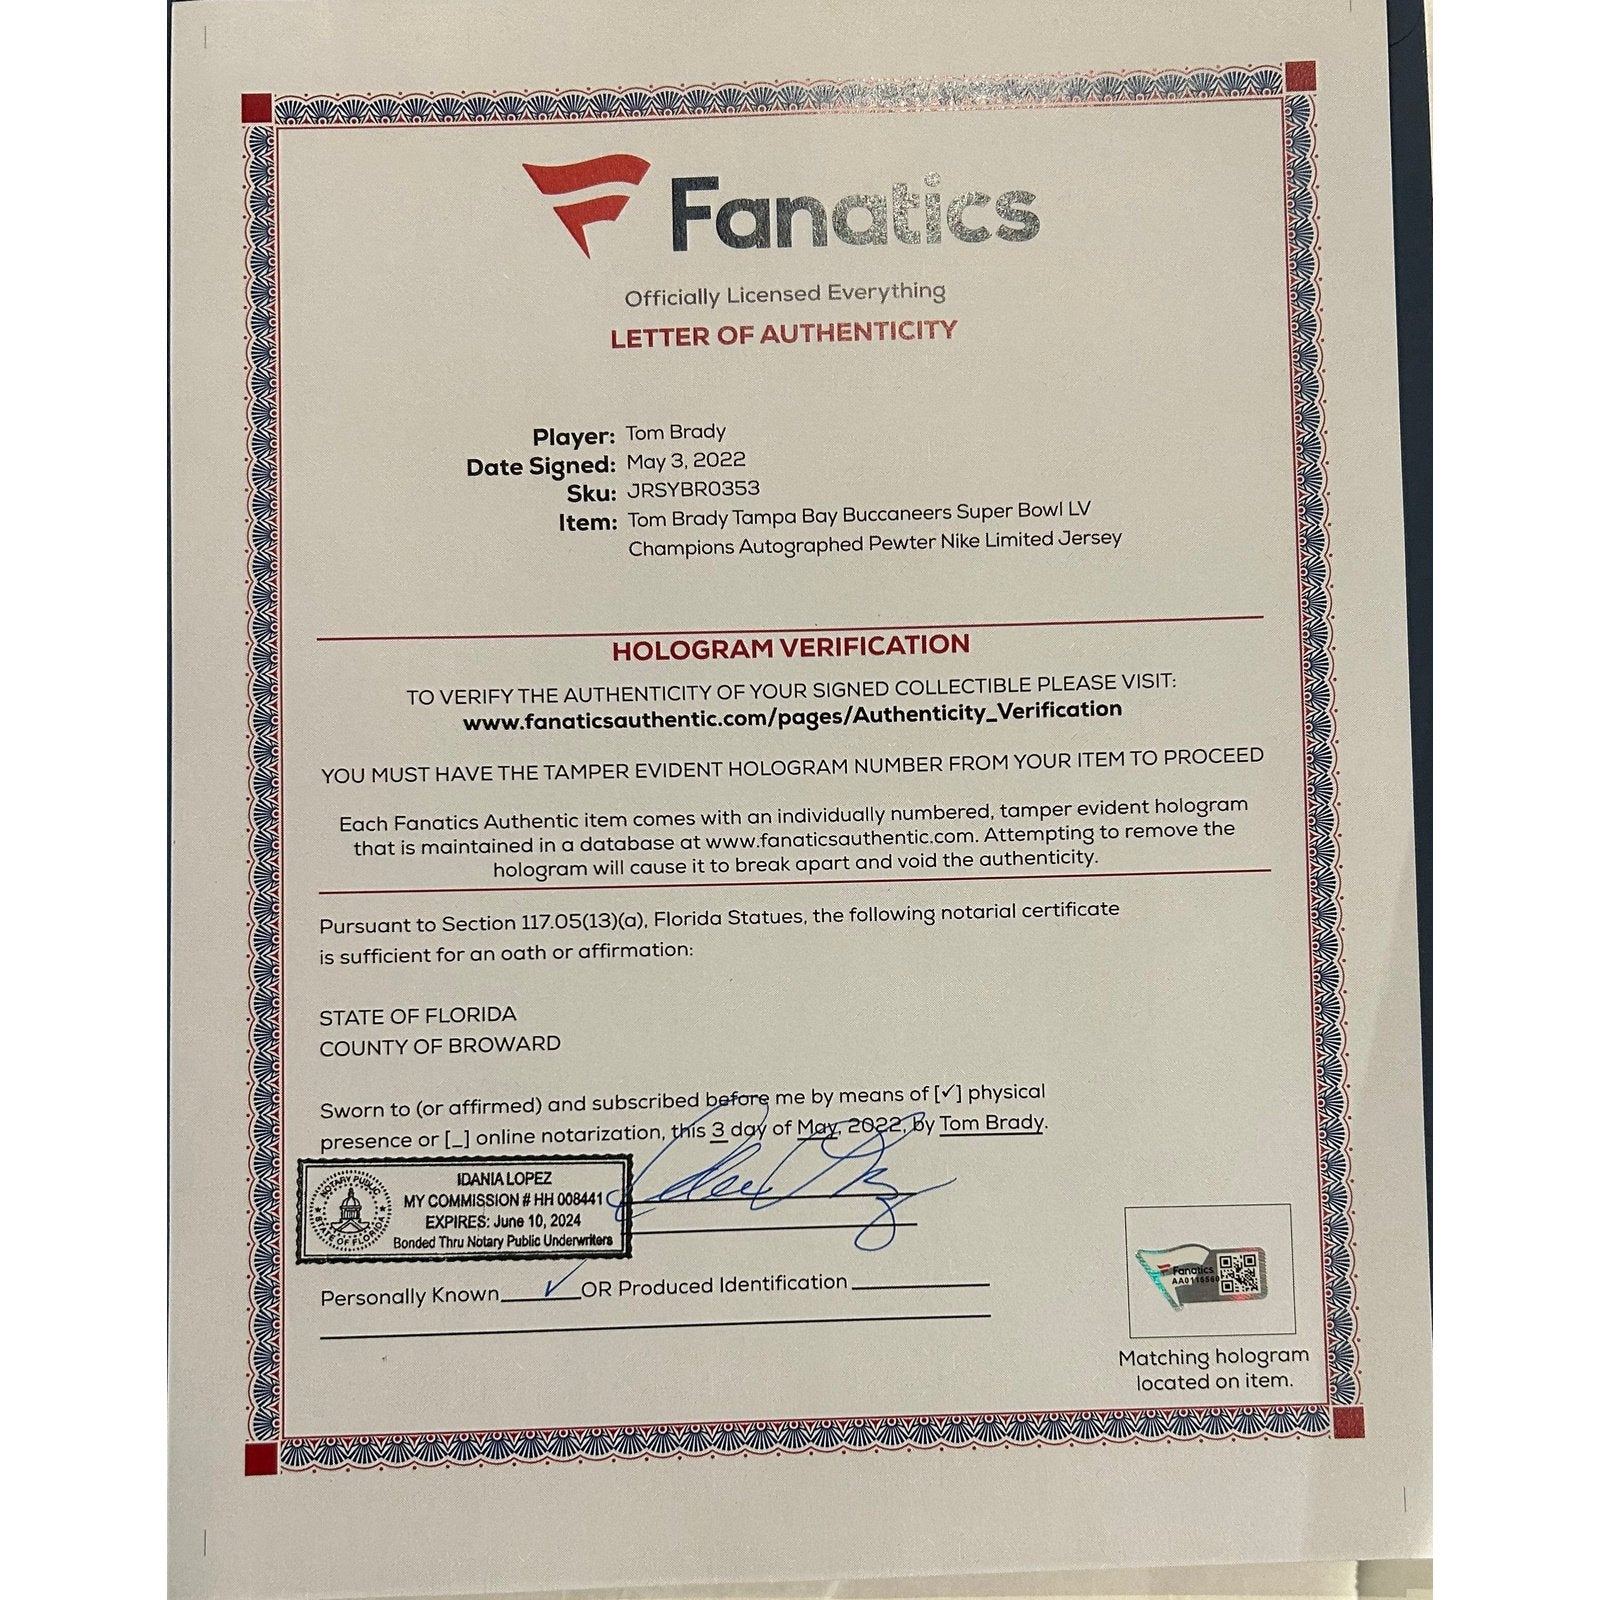 Fanatics
Officially Licensed Everything
LETTER OF AUTHENTICITY
Player: Tom Brady
Date Signed: May 3, 2022
Sku: JRSYBR0353
Item: Tom Brady Tampa Bay Buccaneers Super Bowl LV
Champions Autographed Pewter Nike Limited Jersey
HOLOGRAM VERIFICATION
TO VERIFY THE AUTHENTICITY OF YOUR SIGNED COLLECTIBLE PLEASE VISIT:
www.fanaticsauthentic.com/pages/Authenticity_Verification
YOU MUST HAVE THE TAMPER EVIDENT HOLOGRAM NUMBER FROM YOUR ITEM TO PROCEED
Each Fanatics Authentic item comes with an individually numbered, tamper evident hologram
that is maintained in a database at www.fanaticsauthentic.com. Attempting to remove the
hologram will cause it to break apart and void the authenticity.
Pursuant to Section 117.05(13)(a), Florida Statues, the following notarial certificate
is sufficient for an oath or affirmation:
STATE OF FLORIDA
COUNTY OF BROWARD
Sworn to (or affirmed) and subscribed before me by means of [✓] physical
presence or [_] online notarization, this 3 day of May, 2022, by Tom Brady.
NOTARY PUBLIC
STATE OF FLORIDA
IDANIA LOPEZ
MY COMMISSION # HH 008441
EXPIRES: June 10, 2024
Bonded Thru Notary Public Underwriters
Personally Known ✓ OR Produced Identification
Fanatics
Matching hologram
located on item.